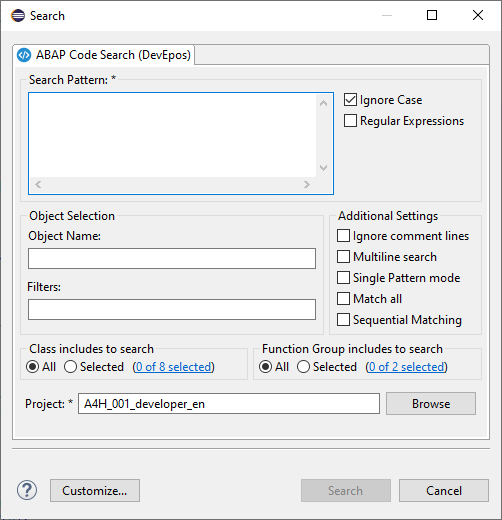 Search
ABAP Code Search (DevEpos)
Search Pattern: *
Ignore Case
Regular Expressions
Object Selection
Object Name:
Filters:
Additional Settings
Ignore comment lines
Multiline search
Single Pattern mode
Match all
Sequential Matching
Class includes to search
All Selected (0 of 8 selected)
Function Group includes to search
All Selected (0 of 2 selected)
Project: * A4H_001_developer_en Browse
? Customize... Search Cancel